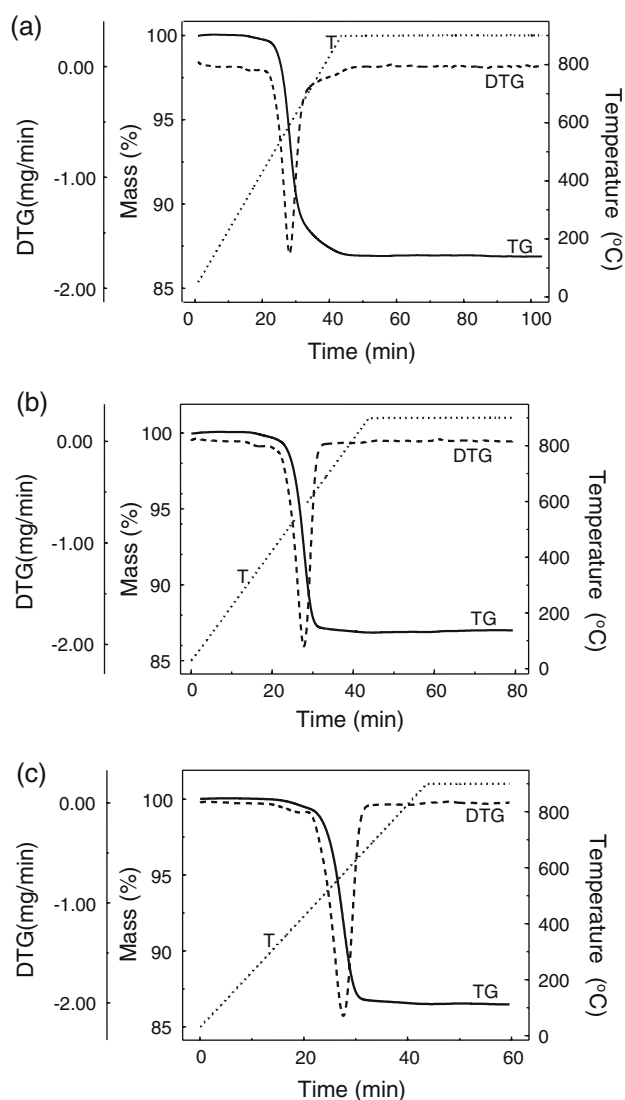 (a)
DTG(mg/min)
0.00
-1.00
-2.00
Mass (%)
100
95
90
85
T
DTG
TG
800
600
400
200
0
Temperature (°C)
0 20 40 60 80 100
Time (min)
(b)
DTG(mg/min)
0.00
-1.00
-2.00
Mass (%)
100
95
90
85
T
DTG
TG
800
600
400
200
0
Temperature (°C)
0 20 40 60 80
Time (min)
(c)
DTG(mg/min)
0.00
-1.00
-2.00
Mass (%)
100
95
90
85
T
DTG
TG
800
600
400
200
0
Temperature (°C)
0 20 40 60
Time (min)